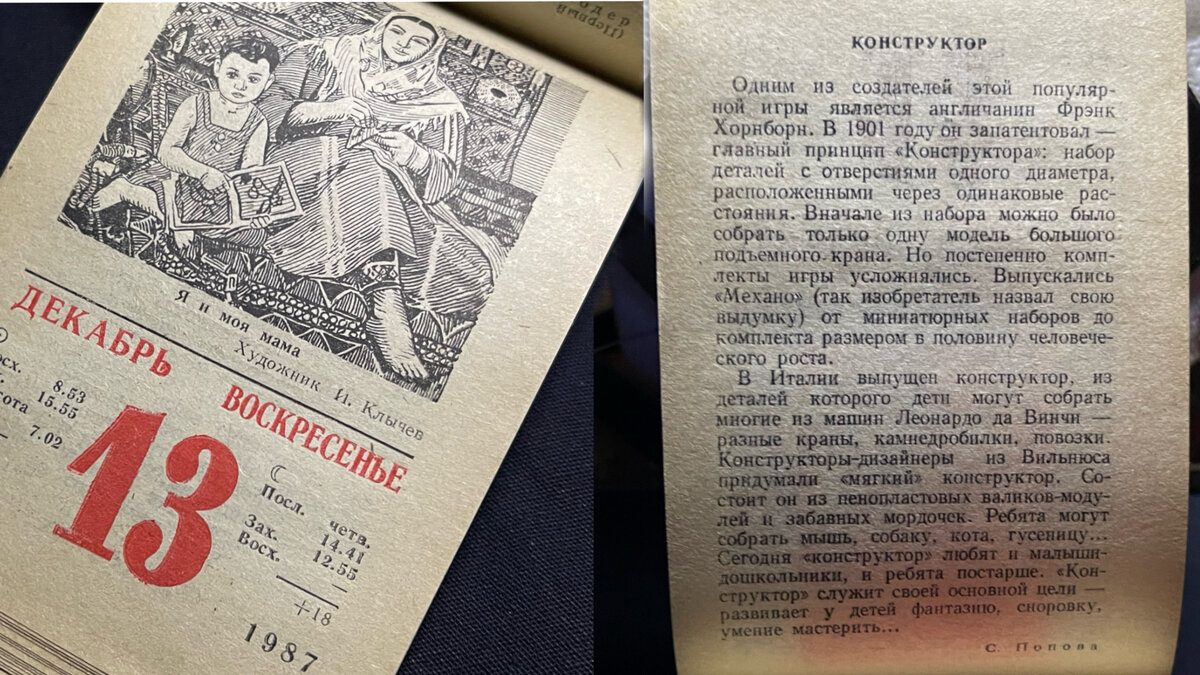 Я и моя мама
Художник И. Клычев
ДЕКАБРЬ ВОСКРЕСЕНЬЕ
13
8.53
15.55
7.02
Посл. четв.
Зах. 14.41
Восх. 12.55
+18
1987
КОНСТРУКТОР
Одним из создателей этой популяр-
ной игры является англичанин Фрэнк
Хорнборн. В 1901 году он запатентовал —
главный принцип «Конструктора»: набор
деталей с отверстиями одного диаметра,
расположенными через одинаковые рас-
стояния. Вначале из набора можно было
собрать только одну модель большого
подъемного крана. Но постепенно комп-
лекты игры усложнялись. Выпускались
«Механо» (так изобретатель назвал свою
выдумку) от миниатюрных наборов до
комплекта размером в половину человече-
ского роста.
В Италии выпущен конструктор, из
деталей которого дети могут собрать
многие из машин Леонардо да Винчи —
разные краны, камнедробилки, повозки.
Конструкторы-дизайнеры из Вильнюса
придумали «мягкий» конструктор. Со-
стоит он из пенопластовых валиков-моду-
лей и забавных мордочек. Ребята могут
собрать мышь, собаку, кота, гусеницу...
Сегодня «конструктор» любят и малыши-
дошкольники, и ребята постарше. «Кон-
структор» служит своей основной цели —
развивает у детей фантазию, сноровку,
умение мастерить...
С. Попова